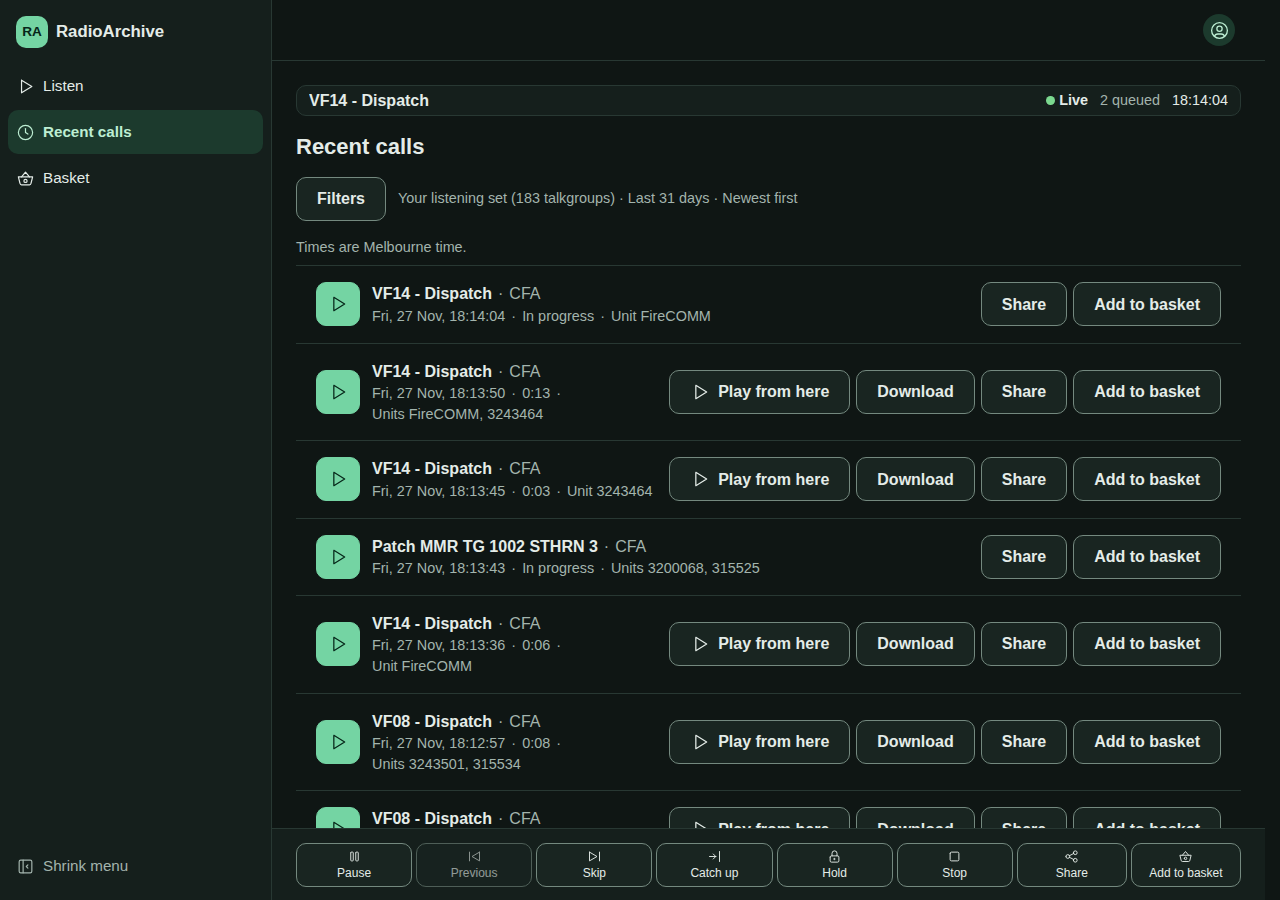 RA RadioArchive
Listen
Recent calls
Basket
Shrink menu
VF14 - Dispatch
Live 2 queued 18:14:04
Recent calls
Filters
Your listening set (183 talkgroups) · Last 31 days · Newest first
Times are Melbourne time.
VF14 - Dispatch · CFA
Fri, 27 Nov, 18:14:04 · In progress · Unit FireCOMM
Share Add to basket
VF14 - Dispatch · CFA
Fri, 27 Nov, 18:13:50 · 0:13 ·
Units FireCOMM, 3243464
Play from here Download Share Add to basket
VF14 - Dispatch · CFA
Fri, 27 Nov, 18:13:45 · 0:03 · Unit 3243464
Play from here Download Share Add to basket
Patch MMR TG 1002 STHRN 3 · CFA
Fri, 27 Nov, 18:13:43 · In progress · Units 3200068, 315525
Share Add to basket
VF14 - Dispatch · CFA
Fri, 27 Nov, 18:13:36 · 0:06 ·
Unit FireCOMM
Play from here Download Share Add to basket
VF08 - Dispatch · CFA
Fri, 27 Nov, 18:12:57 · 0:08 ·
Units 3243501, 315534
Play from here Download Share Add to basket
VF08 - Dispatch · CFA
Play from here Download Share Add to basket
Pause Previous Skip Catch up Hold Stop Share Add to basket